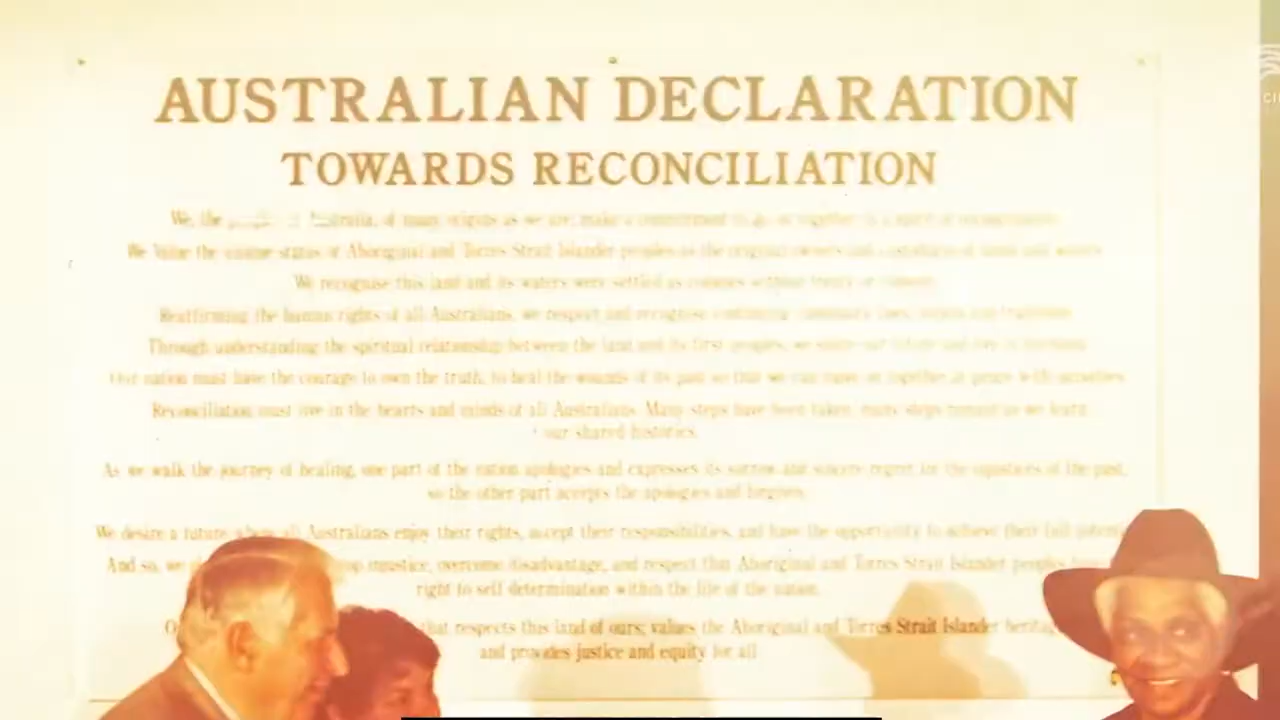 AUSTRALIAN DECLARATION
TOWARDS RECONCILIATION
We, the Australia, of many origins as we are, make a commitment to go on together in a spirit of reconciliation.
We Value the unique status of Aboriginal and Torres Strait Islander peoples as the original owners and custodians of lands and waters.
We recognise this land and its waters were settled as colonies without treaty or consent.
Reaffirming the human rights of all Australians, we respect and recognise continuing customary laws, beliefs and traditions.
Through understanding the spiritual relationship between the land and its first peoples, we share our future and live in harmony.
Our nation must have the courage to own the truth, to heal the wounds of its past so that we can move on together at peace with ourselves.
Reconciliation must live in the hearts and minds of all Australians. Many steps have been taken, many steps remain as we learn
our shared histories.
As we walk the journey of healing, one part of the nation apologies and expresses its sorrow and sincere regret for the injustices of the past,
so the other part accepts the apologies and forgives.
We desire a future where all Australians enjoy their rights, accept their responsibilities, and have the opportunity to achieve their full
And so, we stop injustice, overcome disadvantage, and respect that Aboriginal and Torres Strait Islander peoples
right to self determination within the life of the nation.
that respects this land of ours; values the Aboriginal and Torres Strait Islander
and provides justice and equity for all